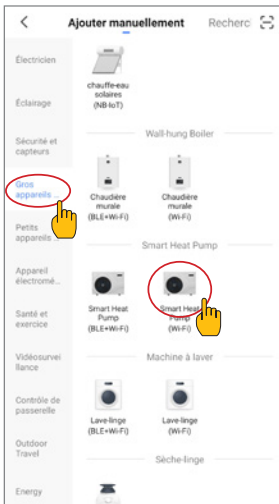 Ajouter manuellement
Recherc
Électricien
Éclairage
Sécurité et
capteurs
Gros
appareils ...
Petits
appareils ...
Appareil
électromé...
Santé et
exercice
Vidéosurvei
llance
Contrôle de
passerelle
Outdoor
Travel
Energy
chauffe-eau
solaires
(NB-IoT)
Wall-hung Boiler
Chaudière
murale
(BLE+Wi-Fi)
Chaudière
murale
(Wi-Fi)
Smart Heat Pump
Smart Heat
Pump
(BLE+Wi-Fi)
Smart Heat
Pump
(Wi-Fi)
Machine à laver
Lave-linge
(BLE+Wi-Fi)
Lave-linge
(Wi-Fi)
Sèche-linge